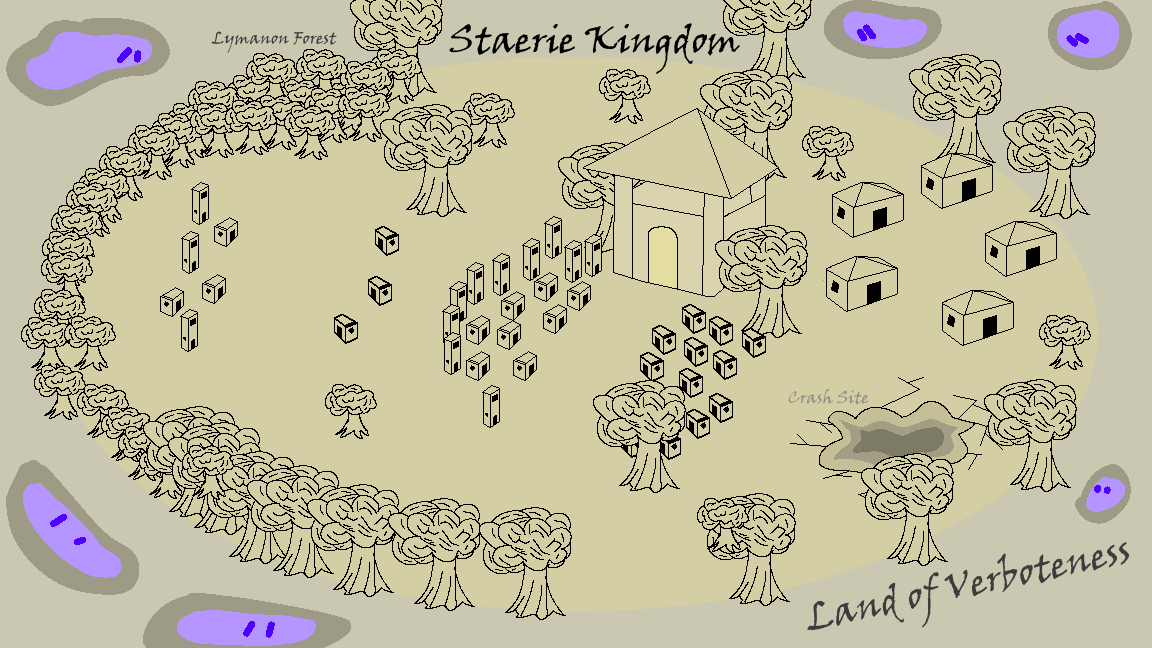 Lymanon Forest
Staerie Kingdom
Crash Site
Land of Verboteness